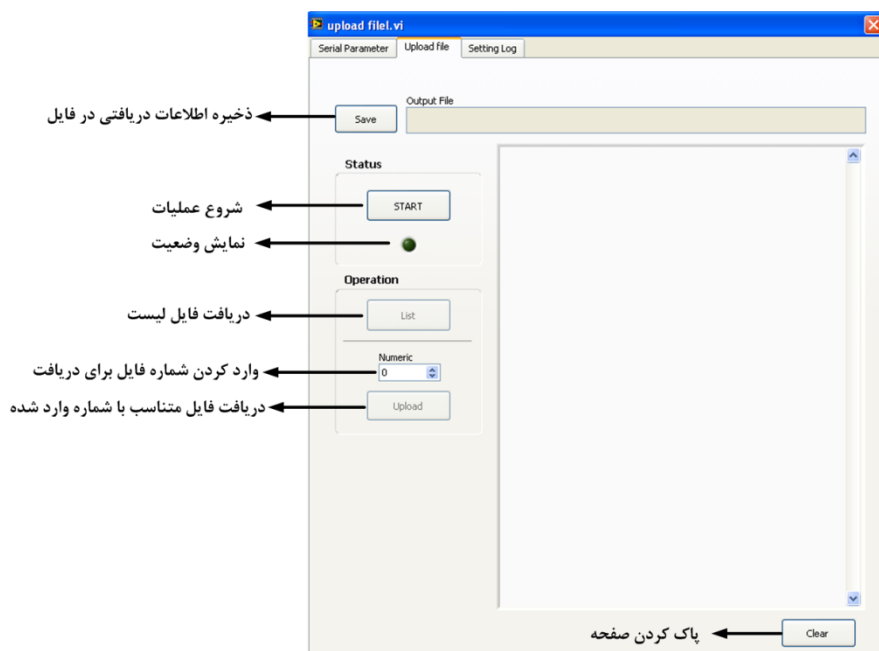 upload filel.vi
Serial Parameter Upload file Setting Log
Output File
Save
ذخیره اطلاعات دریافتی در فایل
Status
START
شروع عملیات
نمایش وضعیت
Operation
List
دریافت فایل لیست
Numeric
0
وارد کردن شماره فایل برای دریافت
Upload
دریافت فایل متناسب با شماره وارد شده
Clear
پاک کردن صفحه